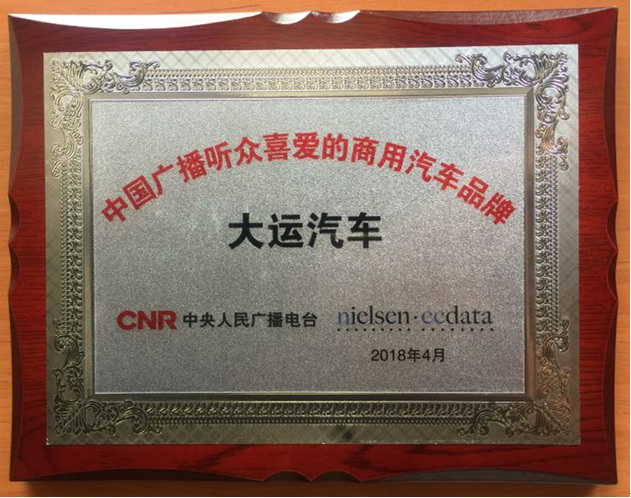 中国广播听众喜爱的商用汽车品牌
大运汽车
CNR 中央人民广播电台 nielsen·ccdata
2018年4月